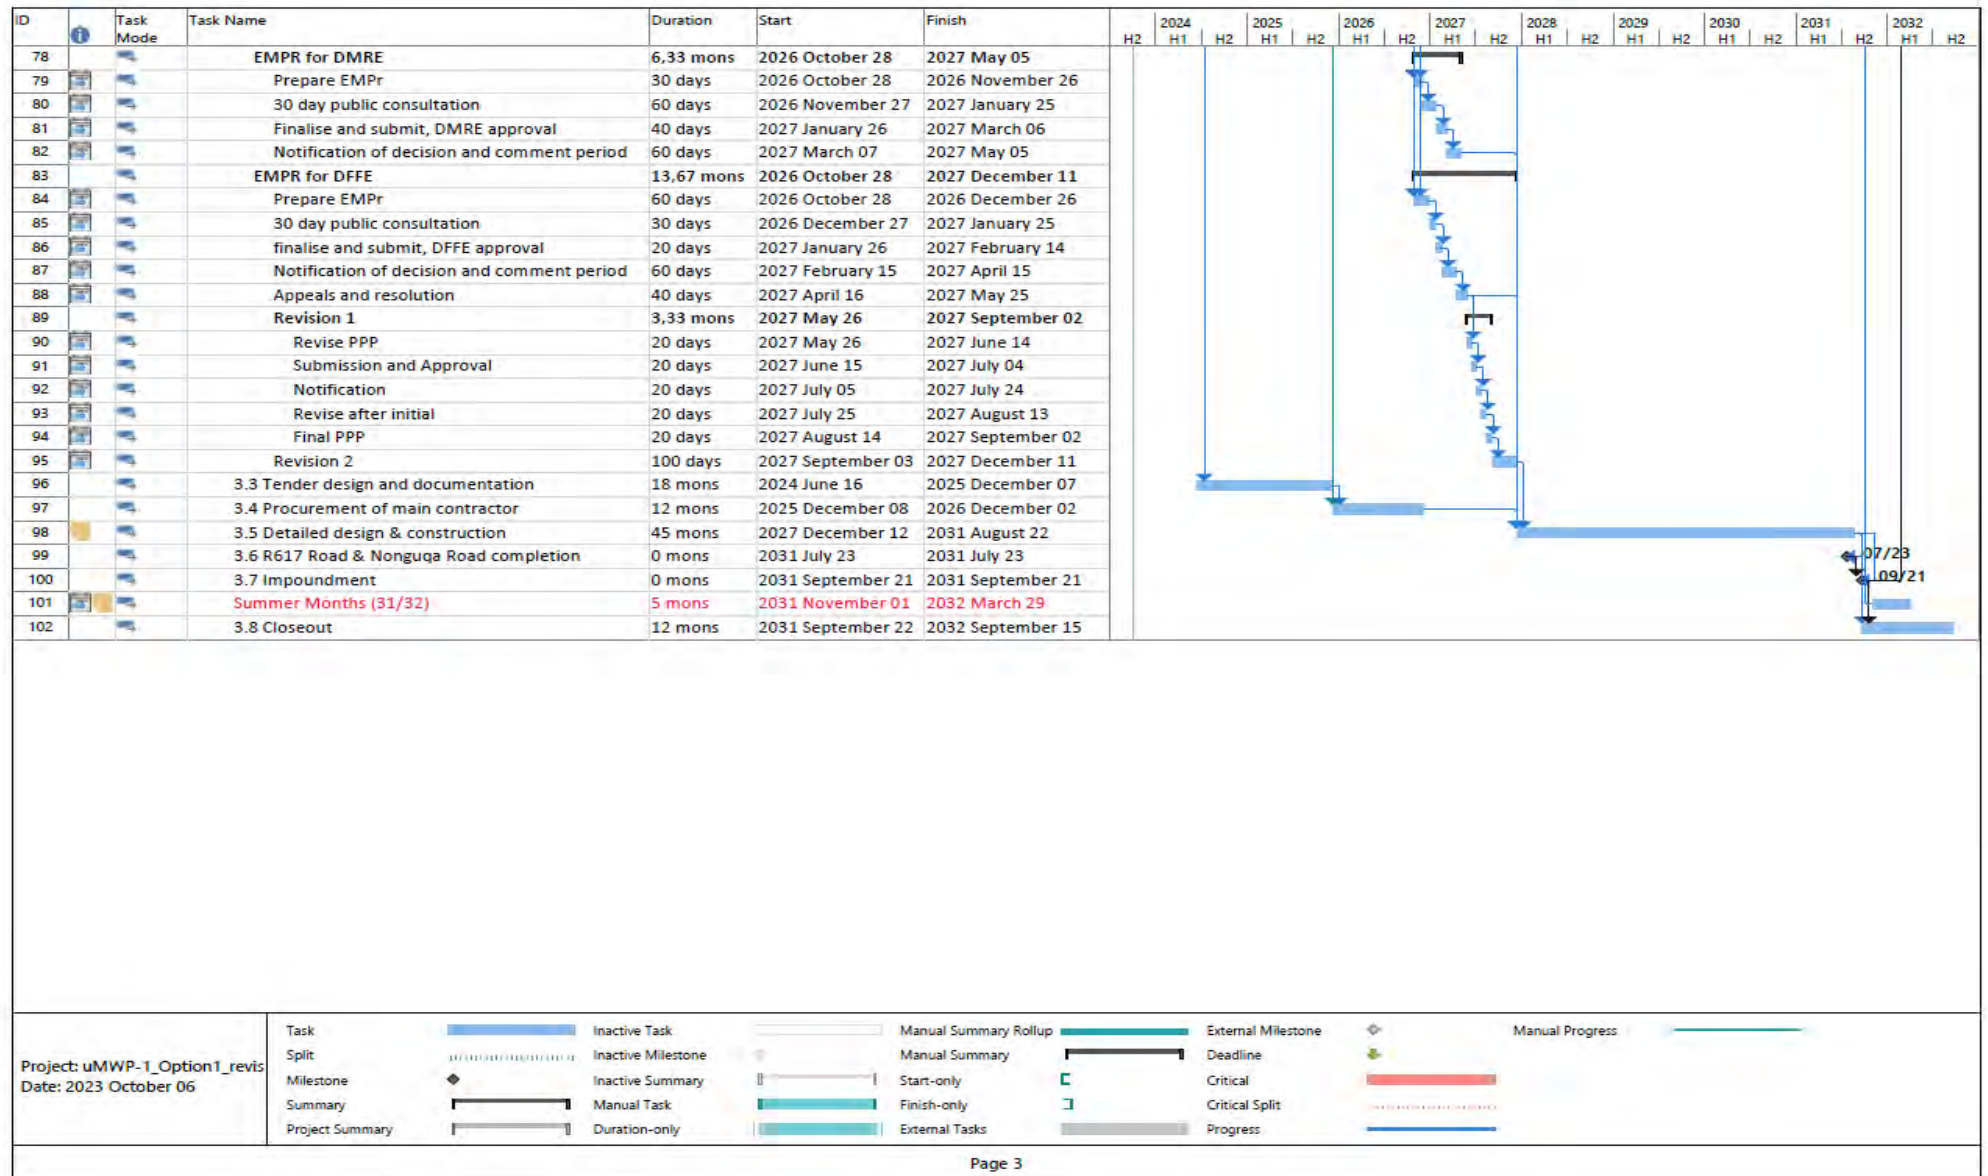 ID Task Mode Task Name Duration Start Finish
2024 2025 2026 2027 2028 2029 2030 2031 2032
H2 H1 H2 H1 H2 H1 H2 H1 H2 H1 H2 H1 H2 H1 H2 H1 H2 H1 H2
78 EMPR for DMRE 6,33 mons 2026 October 28 2027 May 05
79 Prepare EMPr 30 days 2026 October 28 2026 November 26
80 30 day public consultation 60 days 2026 November 27 2027 January 25
81 Finalise and submit, DMRE approval 40 days 2027 January 26 2027 March 06
82 Notification of decision and comment period 60 days 2027 March 07 2027 May 05
83 EMPR for DFFE 13,67 mons 2026 October 28 2027 December 11
84 Prepare EMPr 60 days 2026 October 28 2026 December 26
85 30 day public consultation 30 days 2026 December 27 2027 January 25
86 finalise and submit, DFFE approval 20 days 2027 January 26 2027 February 14
87 Notification of decision and comment period 60 days 2027 February 15 2027 April 15
88 Appeals and resolution 40 days 2027 April 16 2027 May 25
89 Revision 1 3,33 mons 2027 May 26 2027 September 02
90 Revise PPP 20 days 2027 May 26 2027 June 14
91 Submission and Approval 20 days 2027 June 15 2027 July 04
92 Notification 20 days 2027 July 05 2027 July 24
93 Revise after initial 20 days 2027 July 25 2027 August 13
94 Final PPP 20 days 2027 August 14 2027 September 02
95 Revision 2 100 days 2027 September 03 2027 December 11
96 3.3 Tender design and documentation 18 mons 2024 June 16 2025 December 07
97 3.4 Procurement of main contractor 12 mons 2025 December 08 2026 December 02
98 3.5 Detailed design & construction 45 mons 2027 December 12 2031 August 22
99 3.6 R617 Road & Nonguqa Road completion 0 mons 2031 July 23 2031 July 23 07/23
100 3.7 Impoundment 0 mons 2031 September 21 2031 September 21 09/21
101 Summer Months (31/32) 5 mons 2031 November 01 2032 March 29
102 3.8 Closeout 12 mons 2031 September 22 2032 September 15
Project: uMWP-1_Option1_revis
Date: 2023 October 06
Task Inactive Task Manual Summary Rollup External Milestone Manual Progress
Split Inactive Milestone Manual Summary Deadline
Milestone Inactive Summary Start-only Critical
Summary Manual Task Finish-only Critical Split
Project Summary Duration-only External Tasks Progress
Page 3